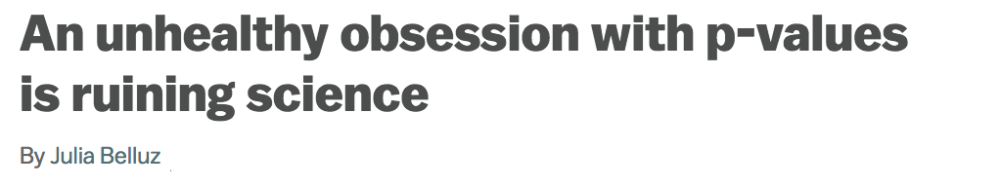 An unhealthy obsession with p-values
is ruining science
By Julia Belluz